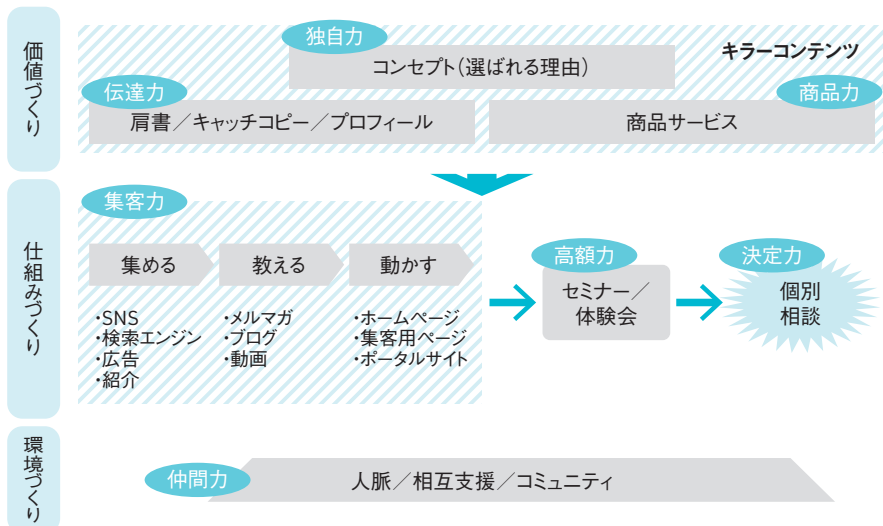 価値づくり
独自力
コンセプト（選ばれる理由）
キラーコンテンツ
伝達力
肩書／キャッチコピー／プロフィール
商品力
商品サービス
仕組みづくり
集客力
集める
・SNS
・検索エンジン
・広告
・紹介
教える
・メルマガ
・ブログ
・動画
動かす
・ホームページ
・集客用ページ
・ポータルサイト
高額力
セミナー／
体験会
決定力
個別
相談
環境づくり
仲間力
人脈／相互支援／コミュニティ